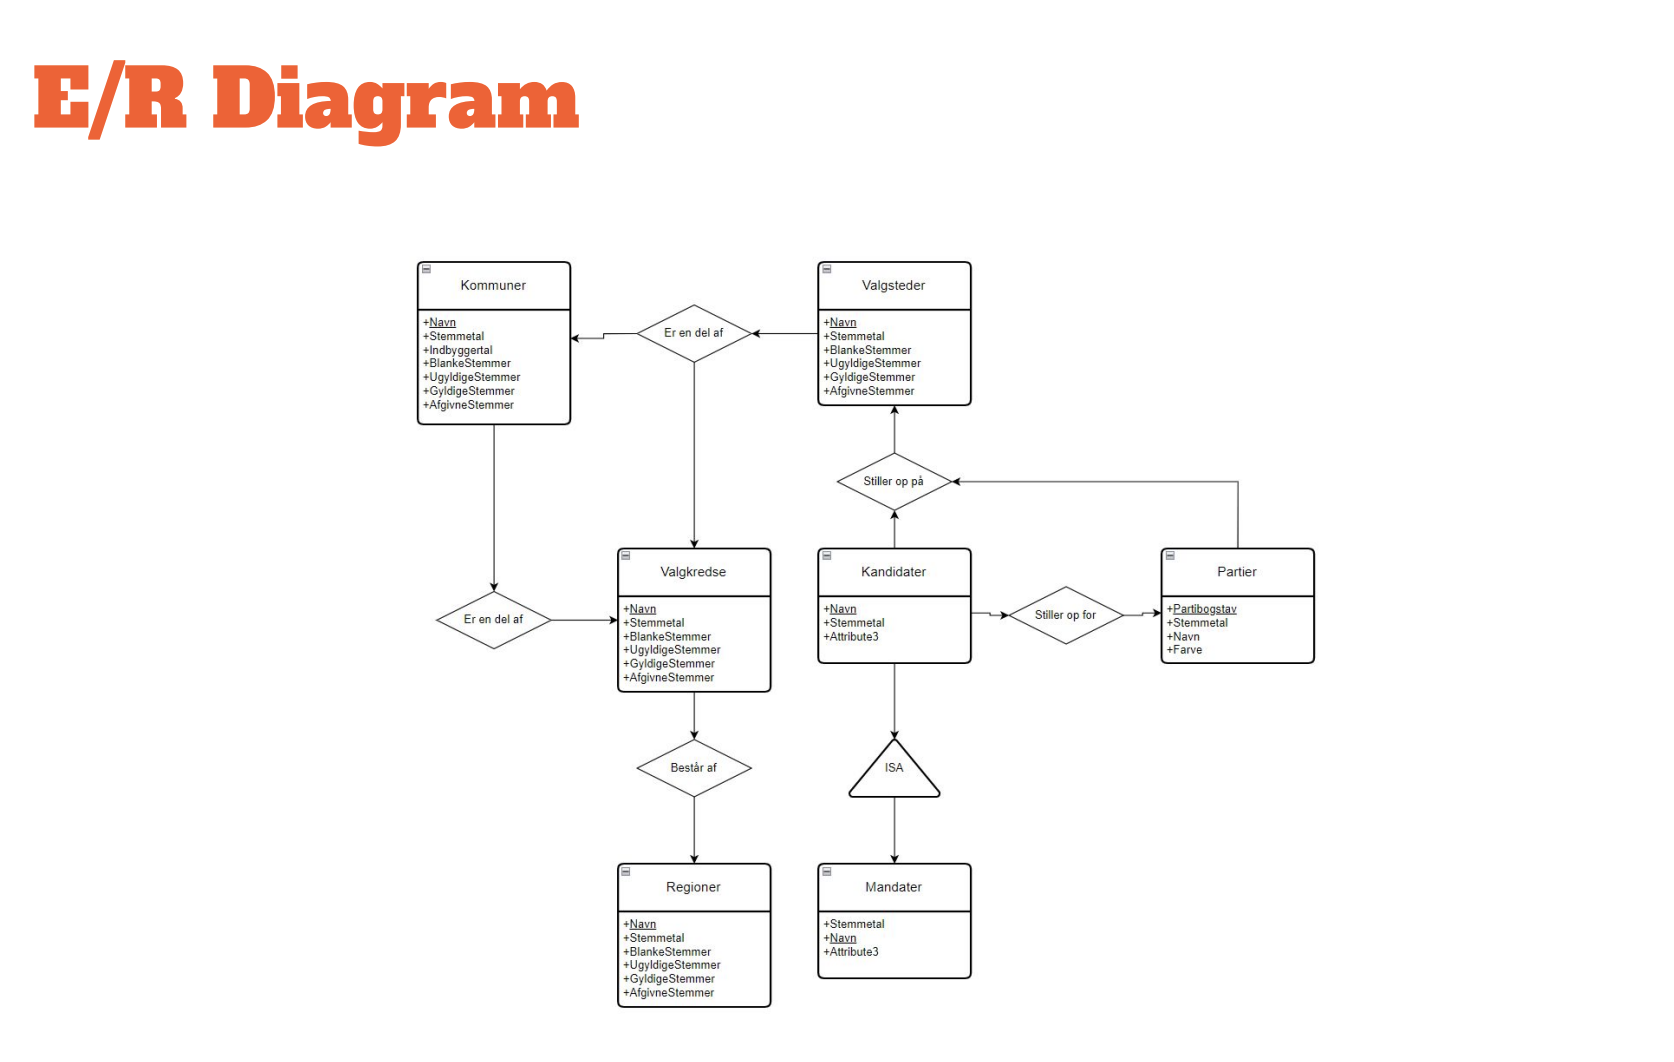 E/R Diagram
Kommuner
+Navn
+Stemmetal
+Indbyggertal
+BlankeStemmer
+UgyldigeStemmer
+GyldigeStemmer
+AfgivneStemmer
Er en del af
Valgsteder
+Navn
+Stemmetal
+BlankeStemmer
+UgyldigeStemmer
+GyldigeStemmer
+AfgivneStemmer
Stiller op på
Er en del af
Valgkredse
+Navn
+Stemmetal
+BlankeStemmer
+UgyldigeStemmer
+GyldigeStemmer
+AfgivneStemmer
Kandidater
+Navn
+Stemmetal
+Attribute3
Stiller op for
Partier
+Partibogstav
+Stemmetal
+Navn
+Farve
Består af
ISA
Regioner
+Navn
+Stemmetal
+BlankeStemmer
+UgyldigeStemmer
+GyldigeStemmer
+AfgivneStemmer
Mandater
+Stemmetal
+Navn
+Attribute3